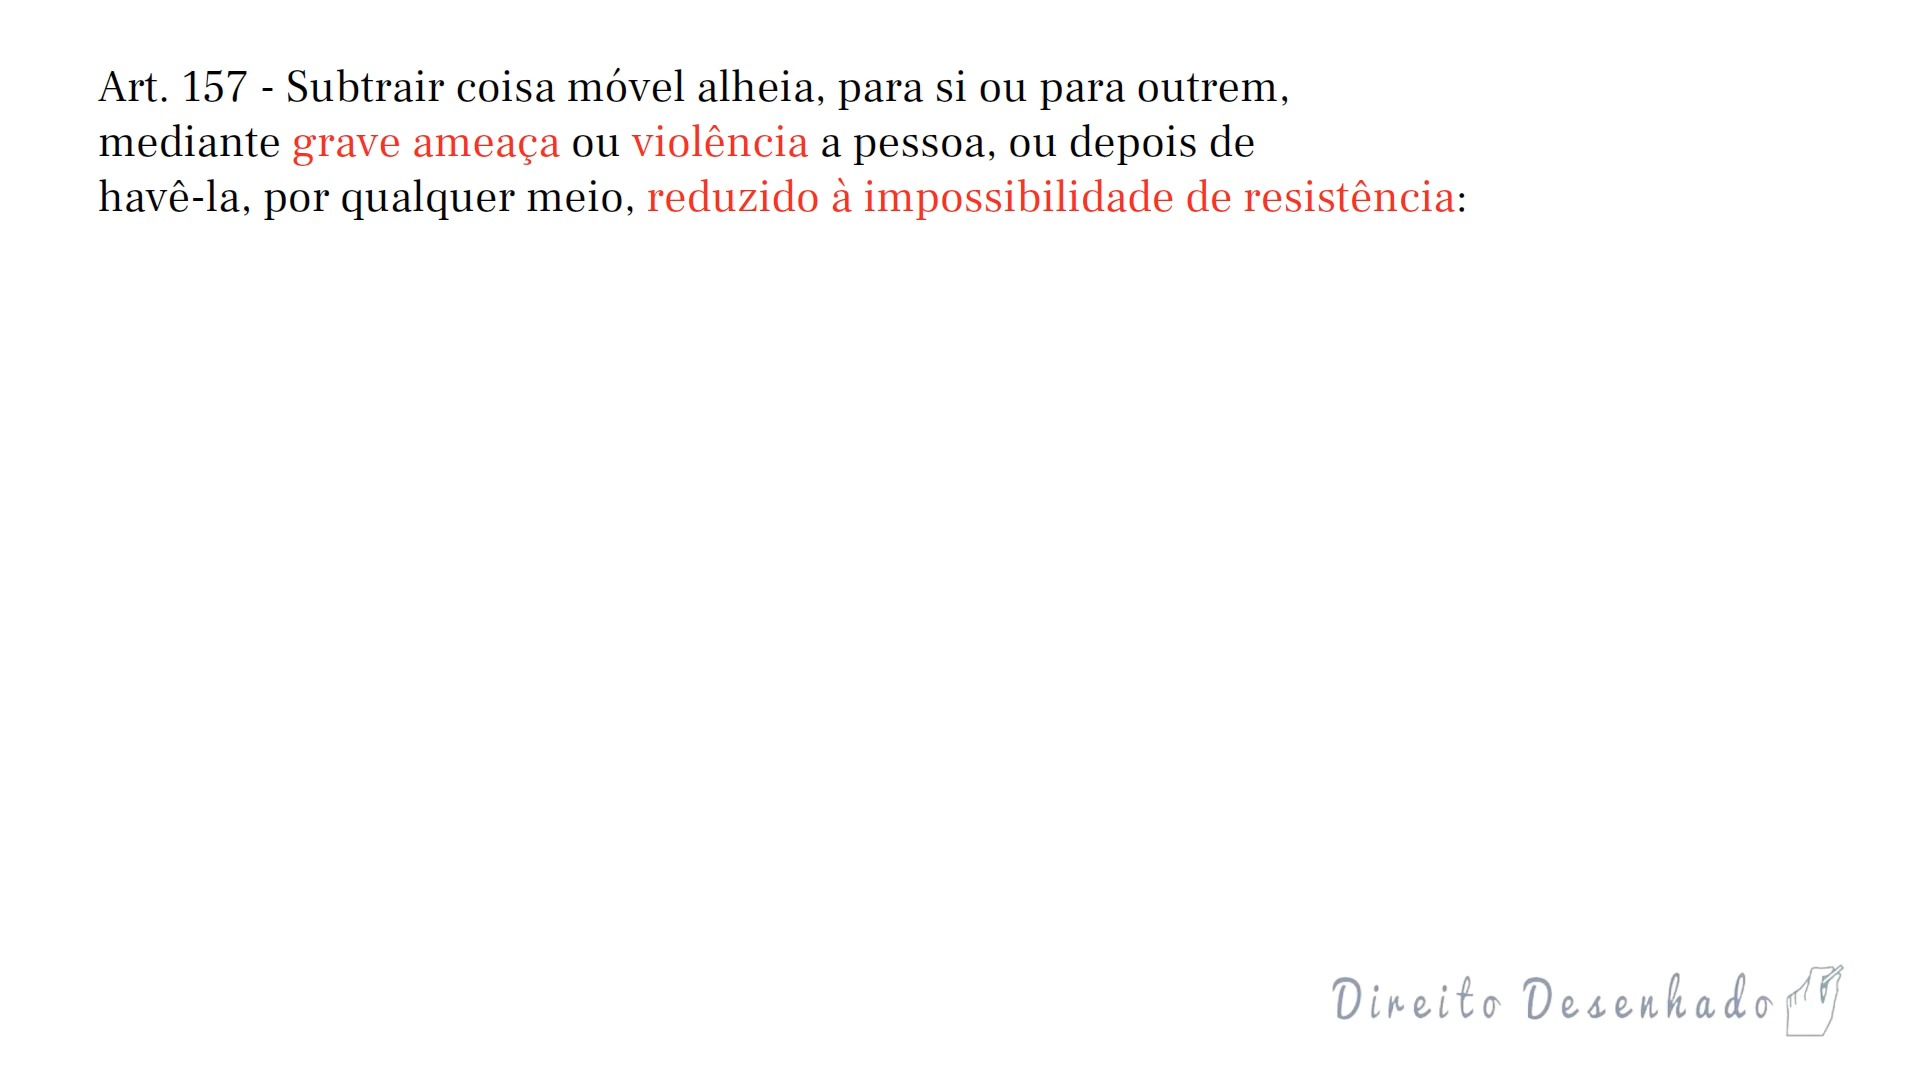 Art. 157 - Subtrair coisa móvel alheia, para si ou para outrem,
mediante grave ameaça ou violência a pessoa, ou depois de
havê-la, por qualquer meio, reduzido à impossibilidade de resistência:
Direito Desenhado